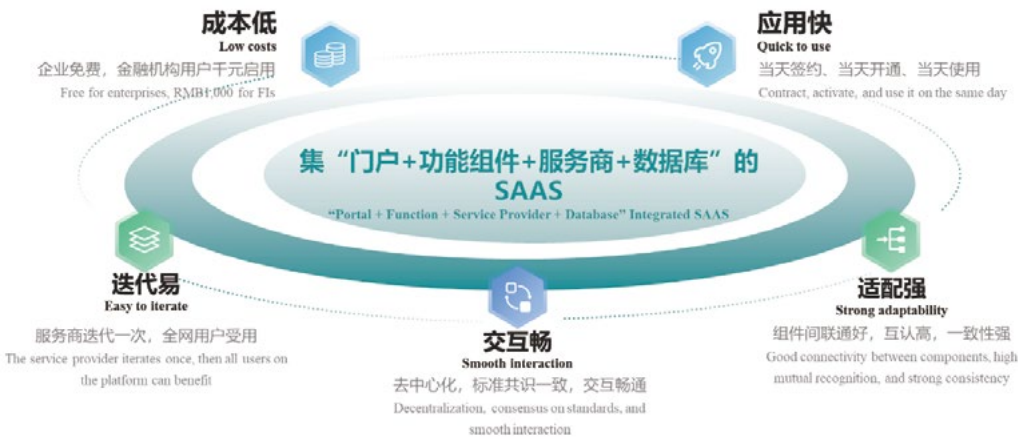 成本低
Low costs
企业免费，金融机构用户千元启用
Free for enterprises, RMB1,000 for FIs
应用快
Quick to use
当天签约、当天开通、当天使用
Contract, activate, and use it on the same day
集“门户+功能组件+服务商+数据库”的
SAAS
“Portal + Function + Service Provider + Database” Integrated SAAS
迭代易
Easy to iterate
服务商迭代一次，全网用户受用
The service provider iterates once, then all users on
the platform can benefit
交互畅
Smooth interaction
去中心化，标准共识一致，交互畅通
Decentralization, consensus on standards, and
smooth interaction
适配强
Strong adaptability
组件间联通好，互认高，一致性强
Good connectivity between components, high
mutual recognition, and strong consistency